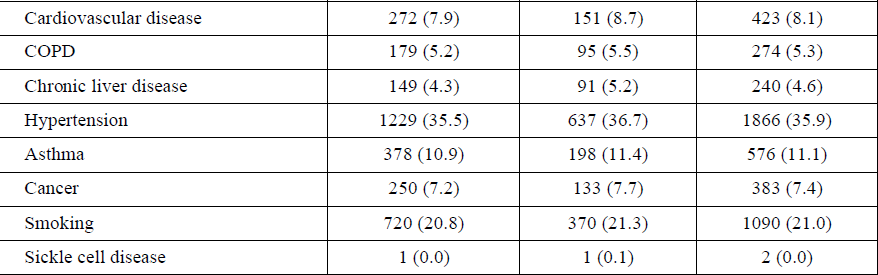 Cardiovascular disease 272 (7.9) 151 (8.7) 423 (8.1)
COPD 179 (5.2) 95 (5.5) 274 (5.3)
Chronic liver disease 149 (4.3) 91 (5.2) 240 (4.6)
Hypertension 1229 (35.5) 637 (36.7) 1866 (35.9)
Asthma 378 (10.9) 198 (11.4) 576 (11.1)
Cancer 250 (7.2) 133 (7.7) 383 (7.4)
Smoking 720 (20.8) 370 (21.3) 1090 (21.0)
Sickle cell disease 1 (0.0) 1 (0.1) 2 (0.0)